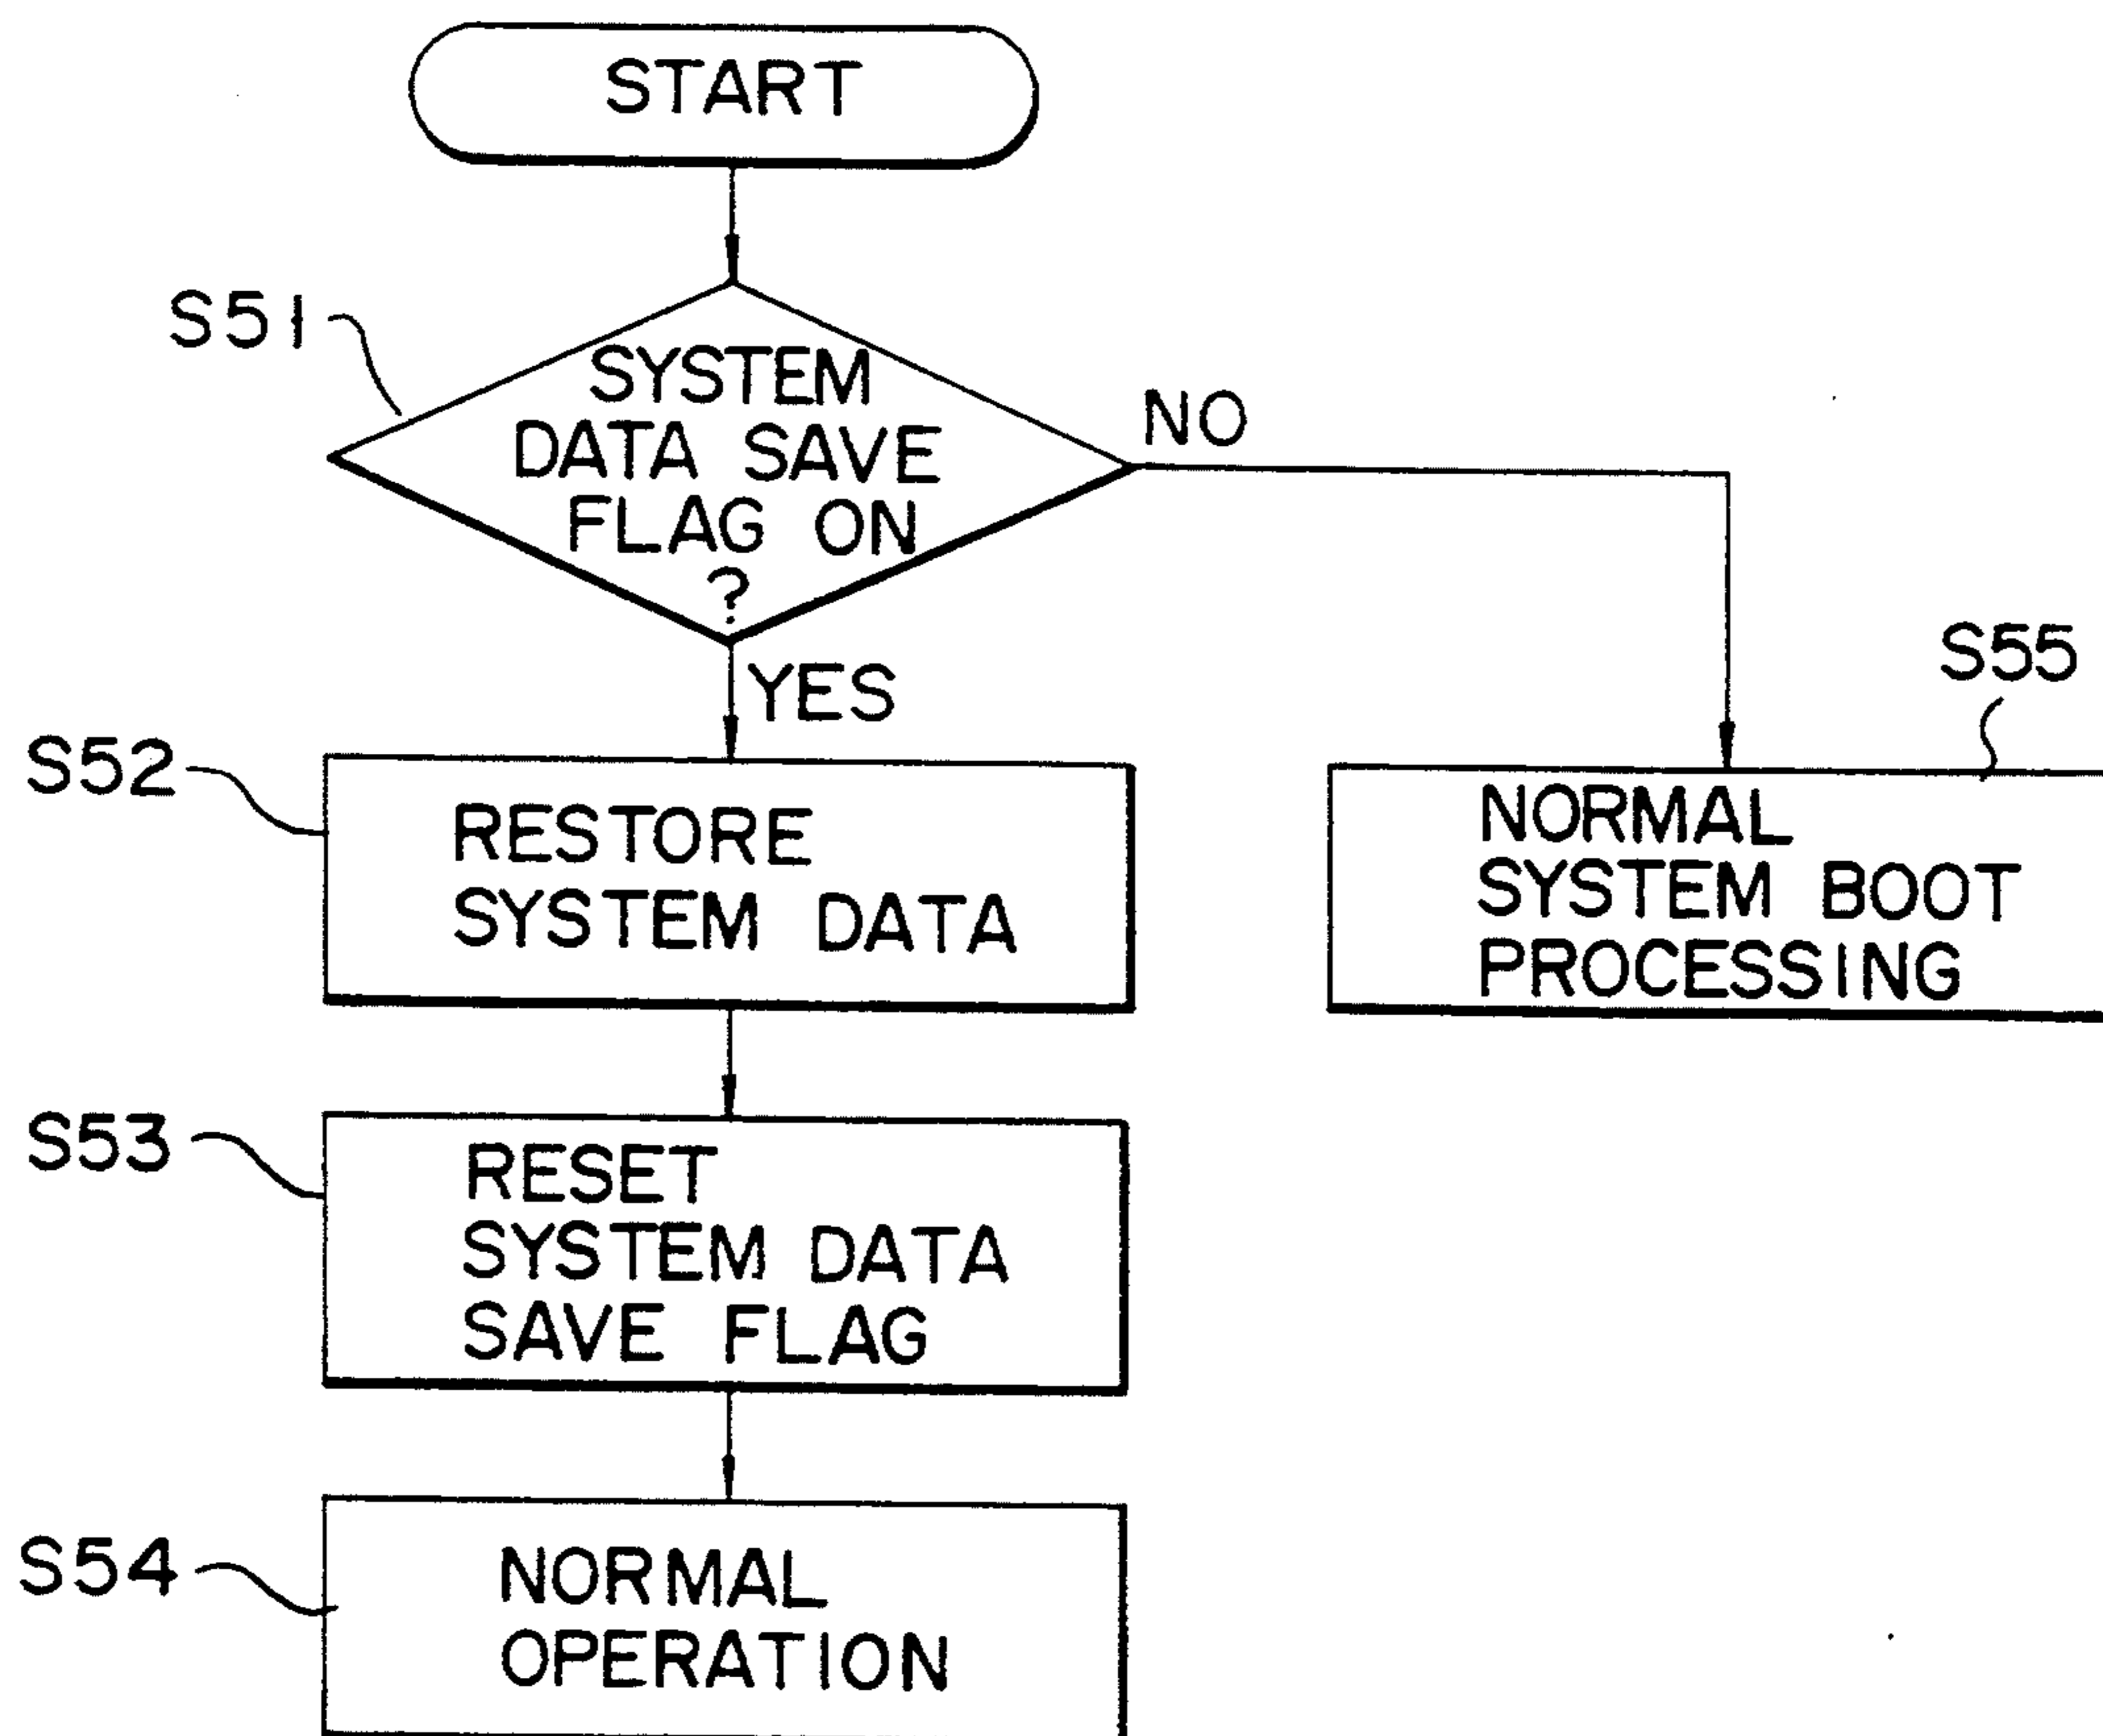 START
S51
SYSTEM
DATA SAVE
FLAG ON
?
NO
YES
S52
RESTORE
SYSTEM DATA
S55
NORMAL
SYSTEM BOOT
PROCESSING
S53
RESET
SYSTEM DATA
SAVE FLAG
S54
NORMAL
OPERATION